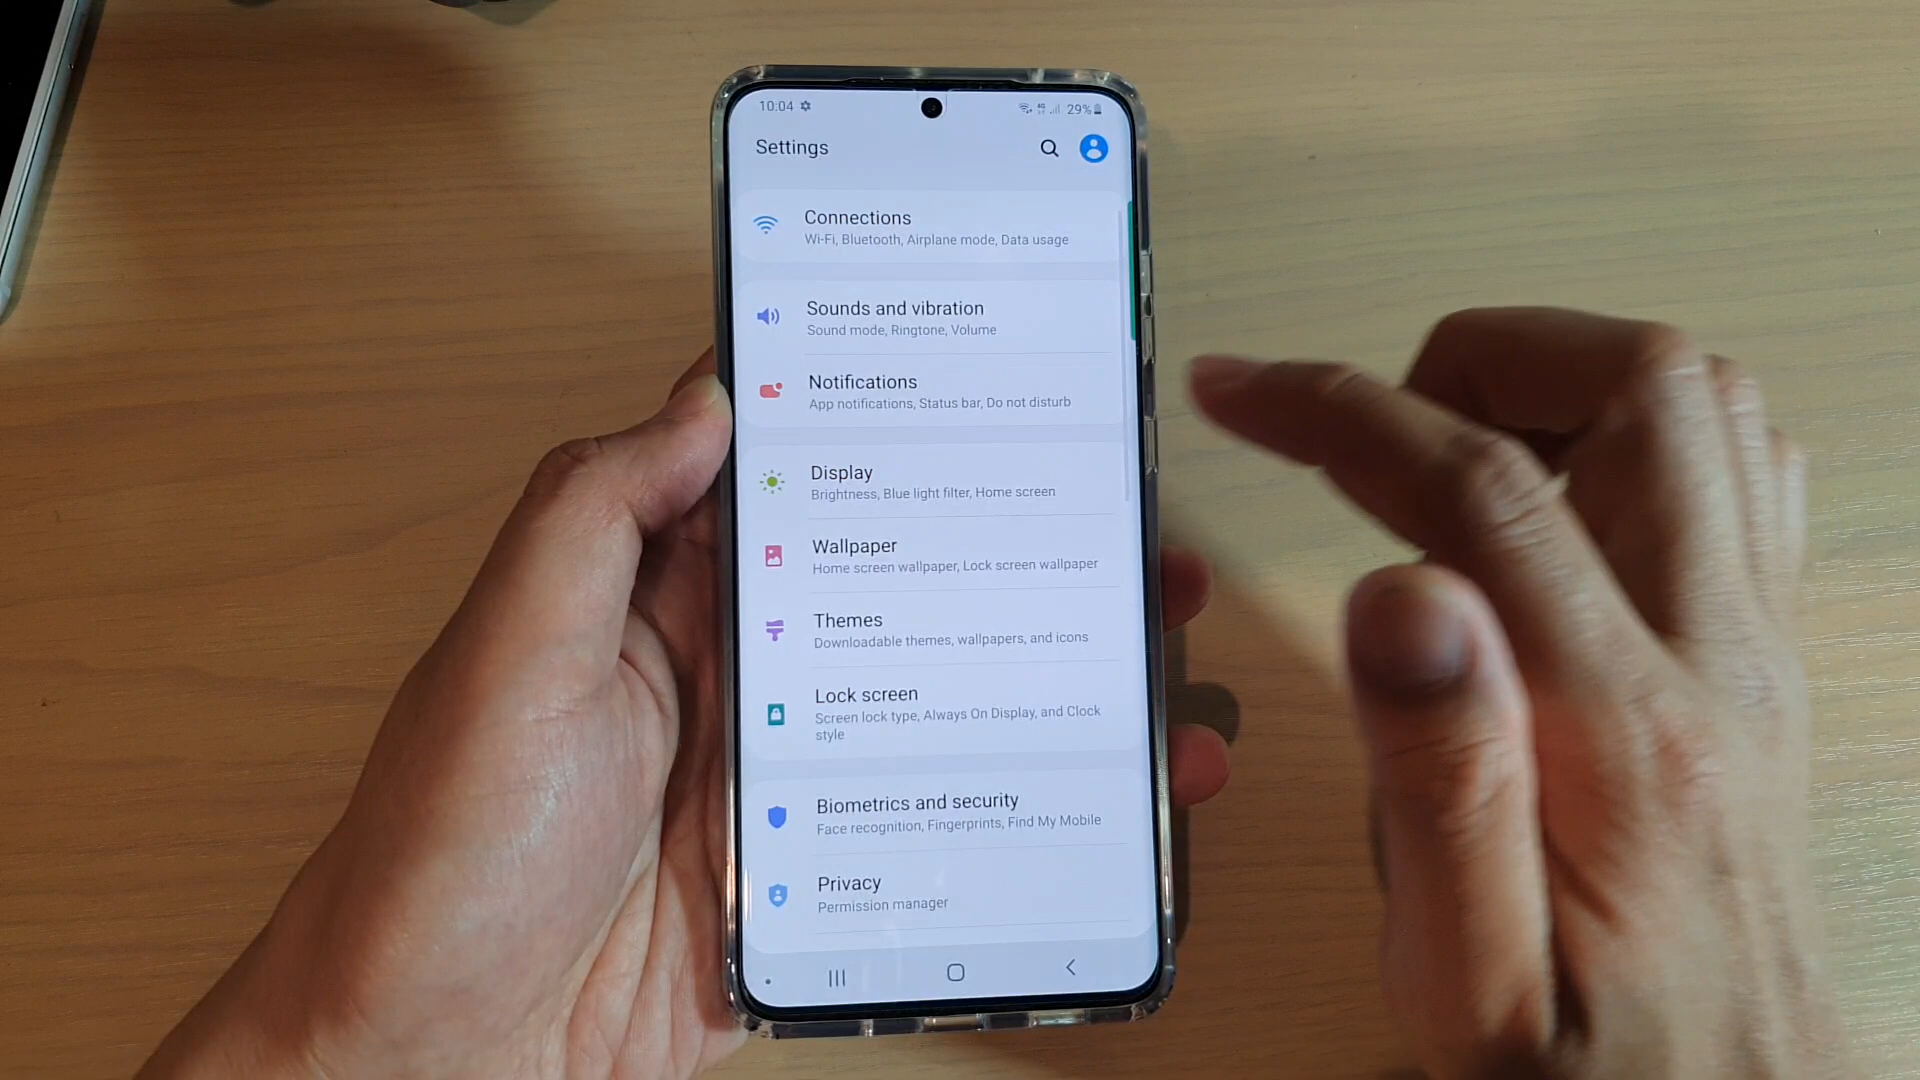 10:04
29%
Settings
Connections
Wi-Fi, Bluetooth, Airplane mode, Data usage
Sounds and vibration
Sound mode, Ringtone, Volume
Notifications
App notifications, Status bar, Do not disturb
Display
Brightness, Blue light filter, Home screen
Wallpaper
Home screen wallpaper, Lock screen wallpaper
Themes
Downloadable themes, wallpapers, and icons
Lock screen
Screen lock type, Always On Display, and Clock
style
Biometrics and security
Face recognition, Fingerprints, Find My Mobile
Privacy
Permission manager